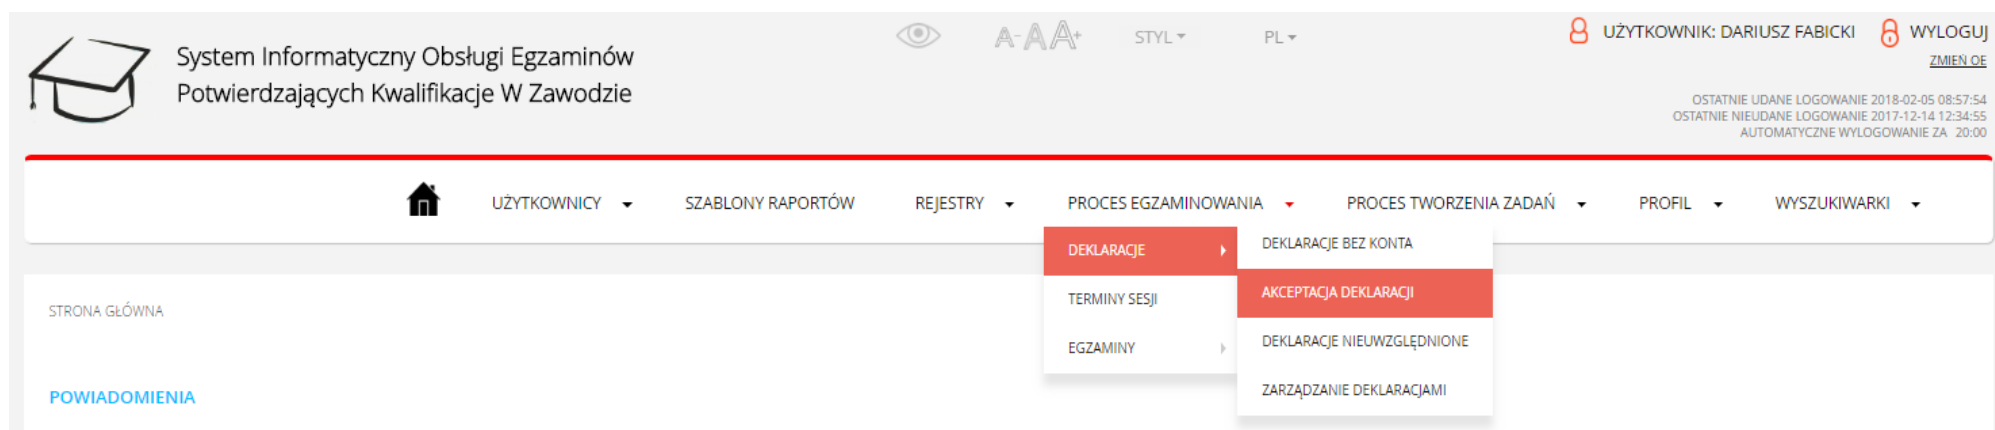 System Informatyczny Obsługi Egzaminów
Potwierdzających Kwalifikacje W Zawodzie
A- A A+
STYL
PL
UŻYTKOWNIK: DARIUSZ FABICKI
WYLOGUJ
ZMIEŃ OE
OSTATNIE UDANE LOGOWANIE 2018-02-05 08:57:54
OSTATNIE NIEUDANE LOGOWANIE 2017-12-14 12:34:55
AUTOMATYCZNE WYLOGOWANIE ZA 20:00
UŻYTKOWNICY
SZABLONY RAPORTÓW
REJESTRY
PROCES EGZAMINOWANIA
PROCES TWORZENIA ZADAŃ
PROFIL
WYSZUKIWARKI
DEKLARACJE
TERMINY SESJI
EGZAMINY
DEKLARACJE BEZ KONTA
AKCEPTACJA DEKLARACJI
DEKLARACJE NIEUWZGLĘDNIONE
ZARZĄDZANIE DEKLARACJAMI
STRONA GŁÓWNA
POWIADOMIENIA